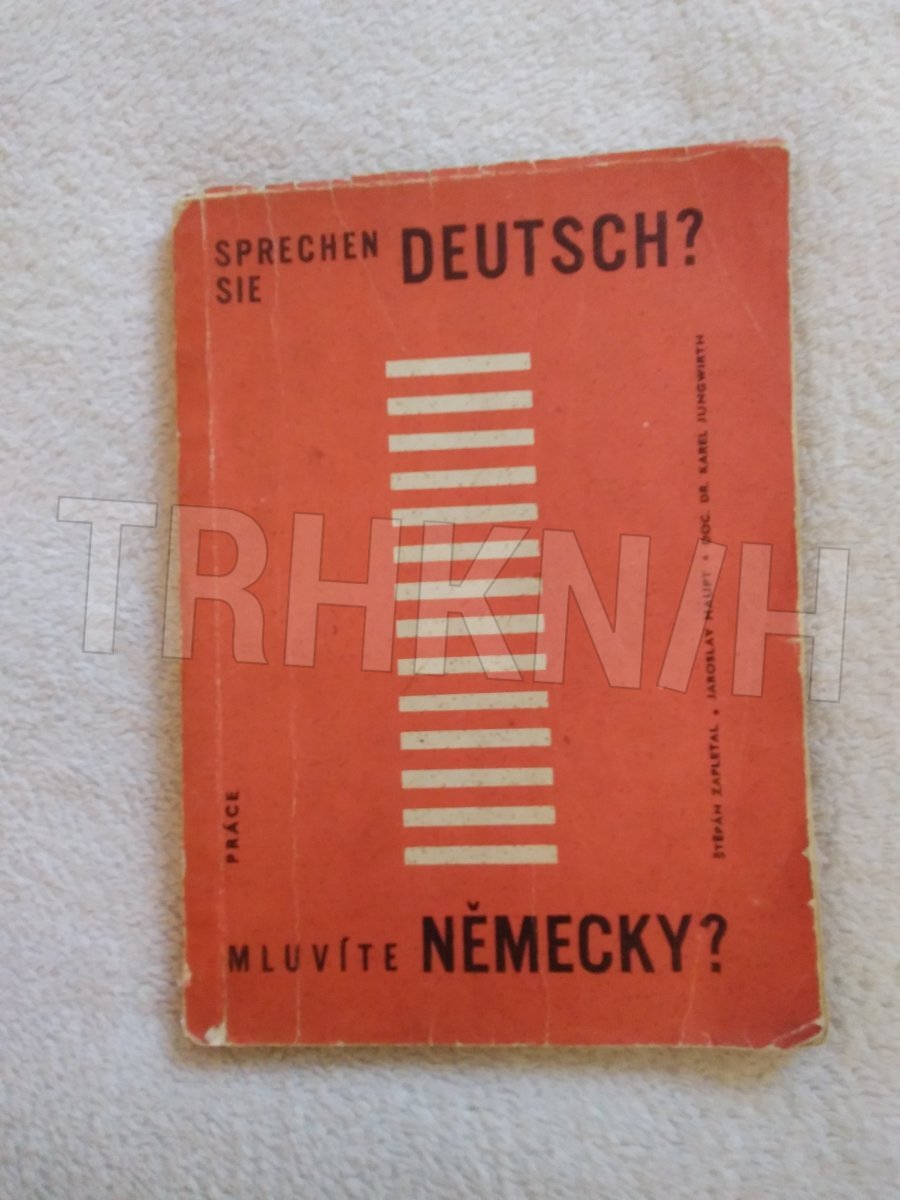 SPRECHEN
SIE
DEUTSCH?
ŠTĚPÁN ZAPLETAL • JAROSLAV HAUPT • DOC. DR. KAREL JUNGWIRTH
TRHKNIH
PRÁCE
MLUVÍTE NĚMECKY?